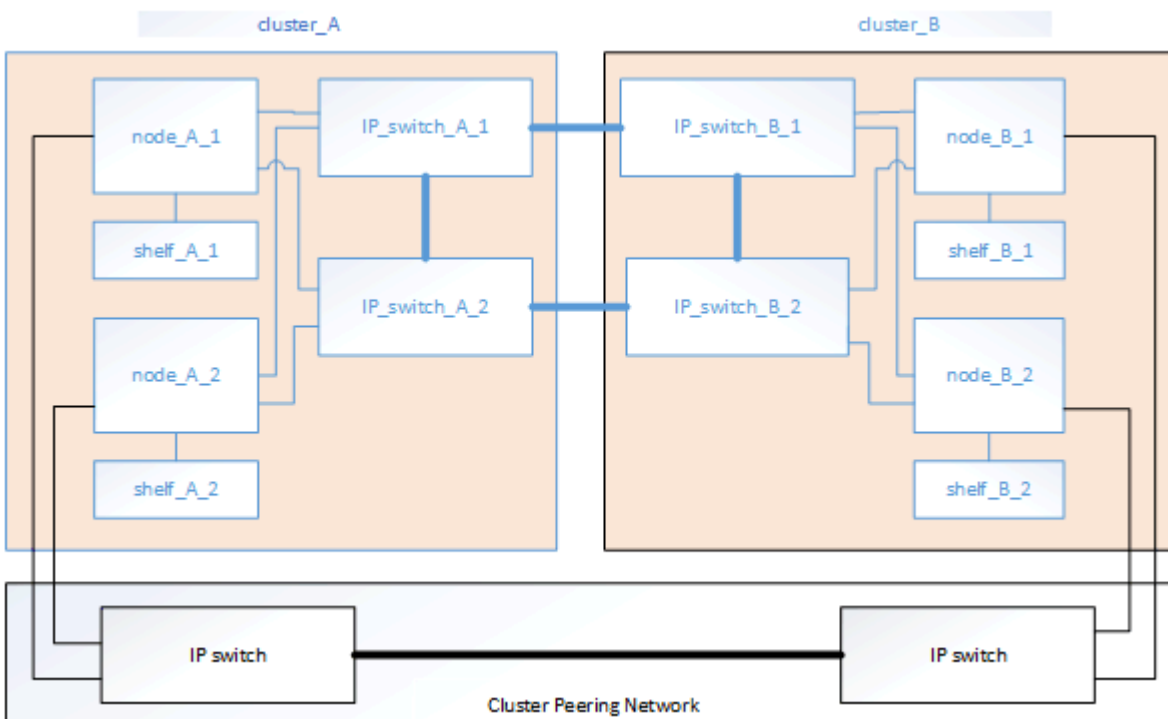 cluster_A
cluster_B
node_A_1
IP_switch_A_1
IP_switch_B_1
node_B_1
shelf_A_1
shelf_B_1
IP_switch_A_2
IP_switch_B_2
node_A_2
node_B_2
shelf_A_2
shelf_B_2
IP switch
IP switch
Cluster Peering Network